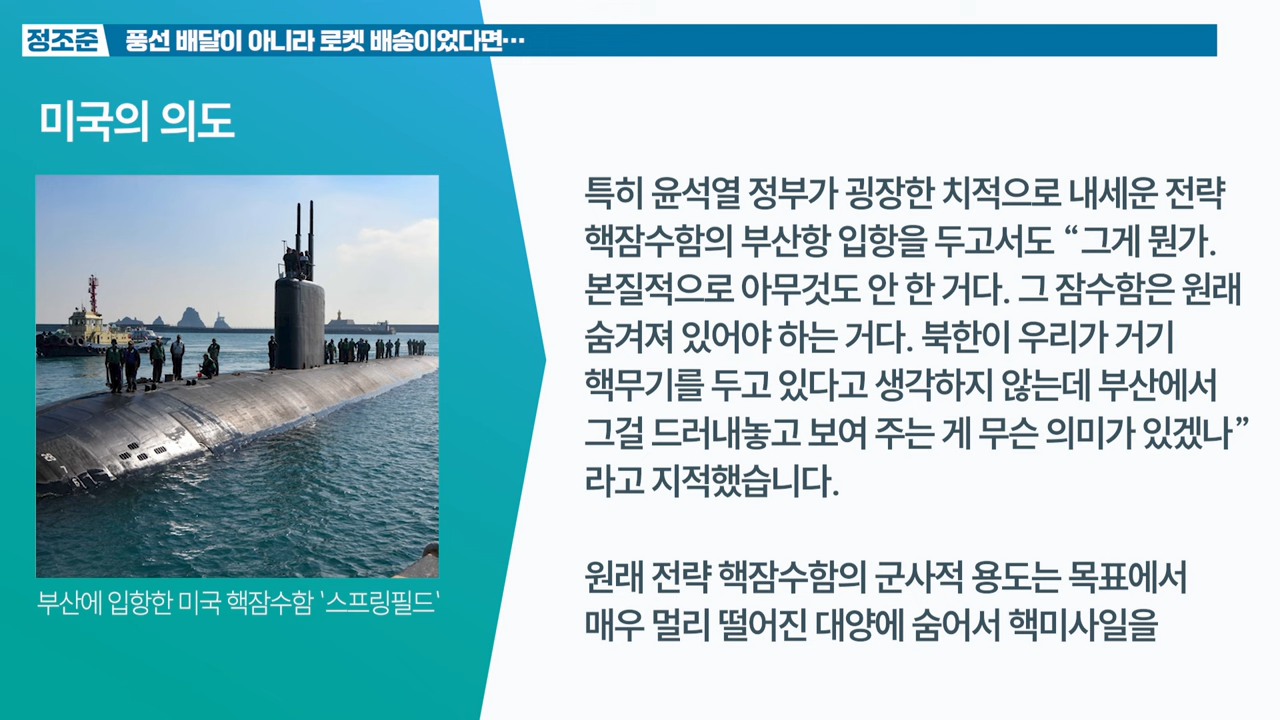 정조준
풍선 배달이 아니라 로켓 배송이었다면…
미국의 의도
부산에 입항한 미국 핵잠수함 '스프링필드'
특히 윤석열 정부가 굉장한 치적으로 내세운 전략
핵잠수함의 부산항 입항을 두고서도 “그게 뭔가.
본질적으로 아무것도 안 한 거다. 그 잠수함은 원래
숨겨져 있어야 하는 거다. 북한이 우리가 거기
핵무기를 두고 있다고 생각하지 않는데 부산에서
그걸 드러내놓고 보여 주는 게 무슨 의미가 있겠나”
라고 지적했습니다.
원래 전략 핵잠수함의 군사적 용도는 목표에서
매우 멀리 떨어진 대양에 숨어서 핵미사일을